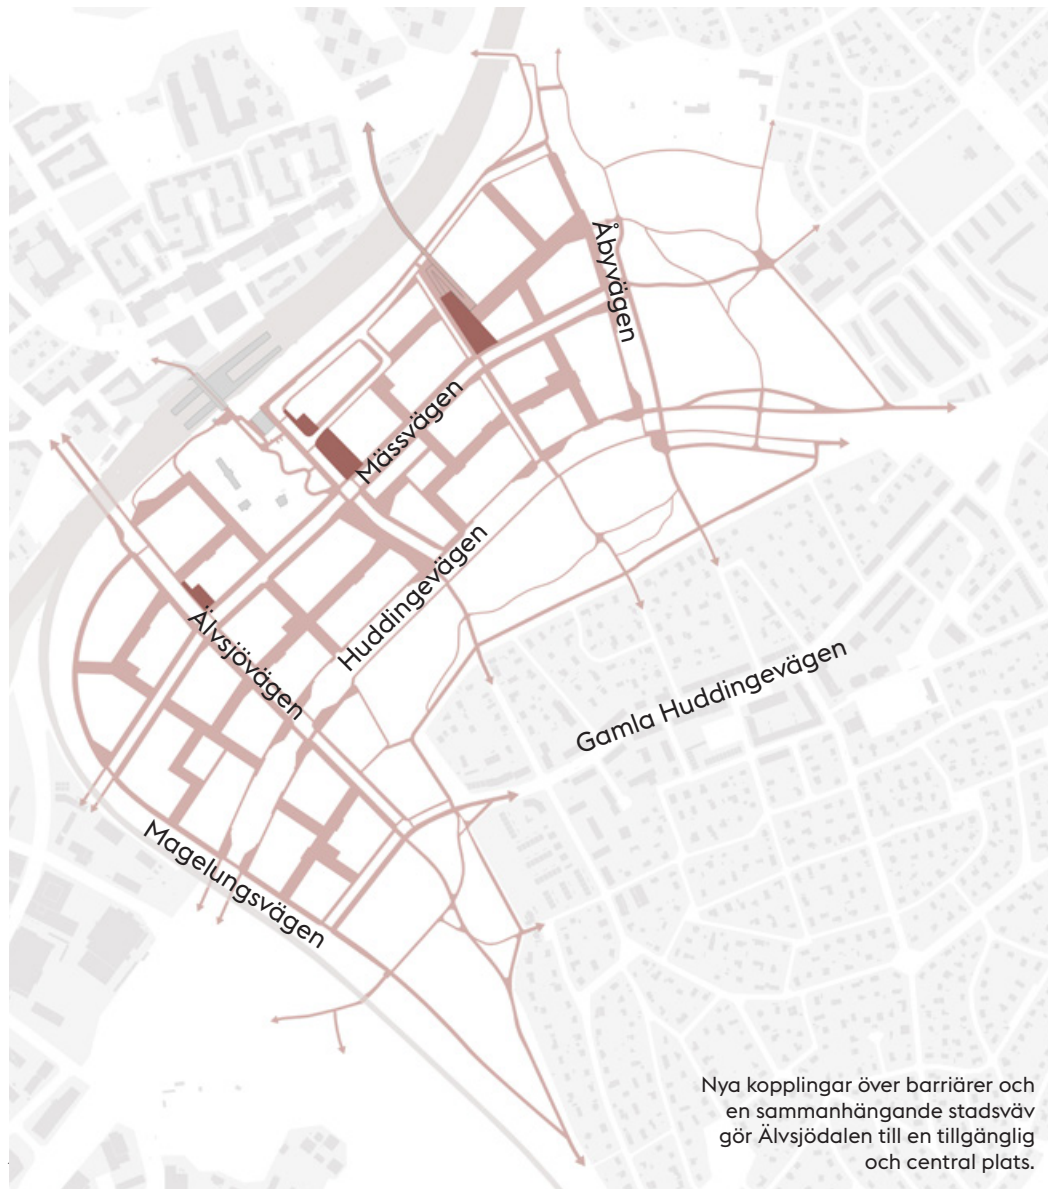 Åbyvägen
Mässvägen
Huddingevägen
Älvsjövägen
Gamla Huddingevägen
Magelungsvägen
Nya kopplingar över barriärer och
en sammanhängande stadsväv
gör Älvsjödalen till en tillgänglig
och central plats.